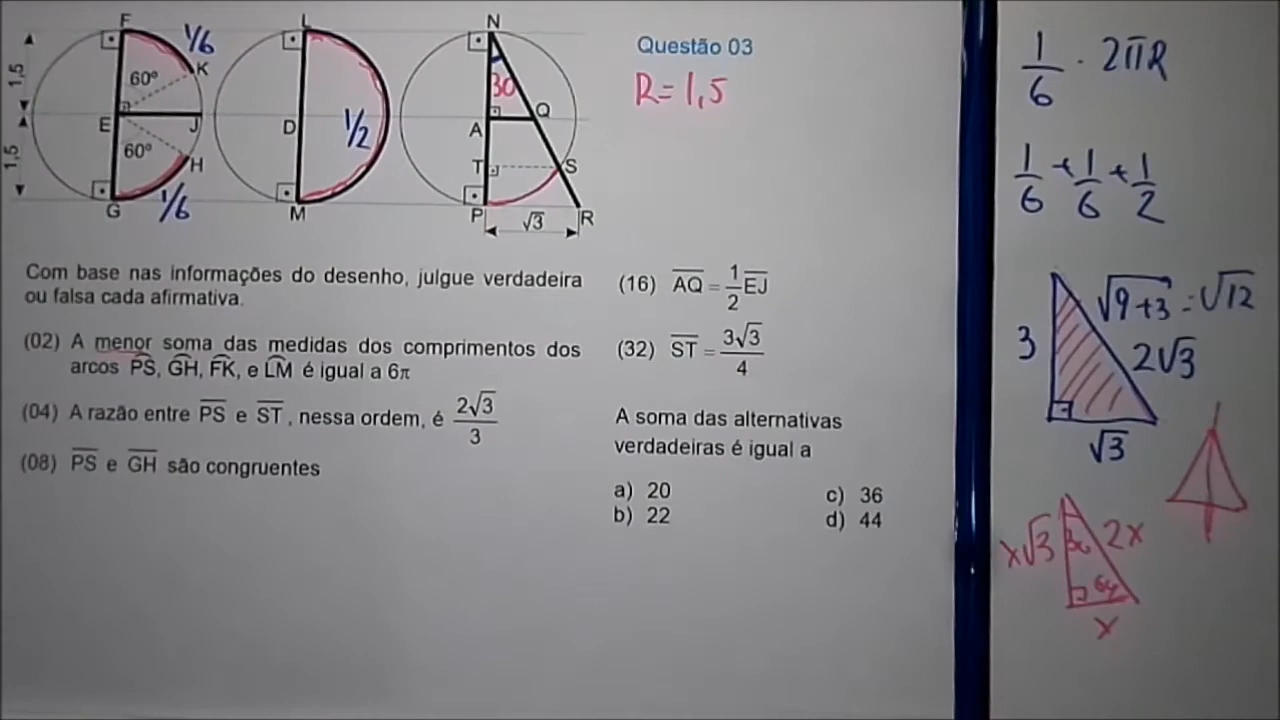 F
1/6
60º
K
1,5
E
J
1,5
60º
H
G
1/6
L
D
1/2
M
N
30
Q
A
T
S
P
√3
R
Questão 03
R=1,5
Com base nas informações do desenho, julgue verdadeira
ou falsa cada afirmativa.
(02) A menor soma das medidas dos comprimentos dos
arcos PS, GH, FK, e LM é igual a 6π
(04) A razão entre PS e ST, nessa ordem, é 2√3/3
(08) PS e GH são congruentes
(16) AQ = 1/2 EJ
(32) ST = 3√3/4
A soma das alternativas
verdadeiras é igual a
a) 20
b) 22
c) 36
d) 44
1/6 · 2πR
1/6 + 1/6 + 1/2
3
√9+3 = √12
2√3
√3
x√3
30
2x
60
x